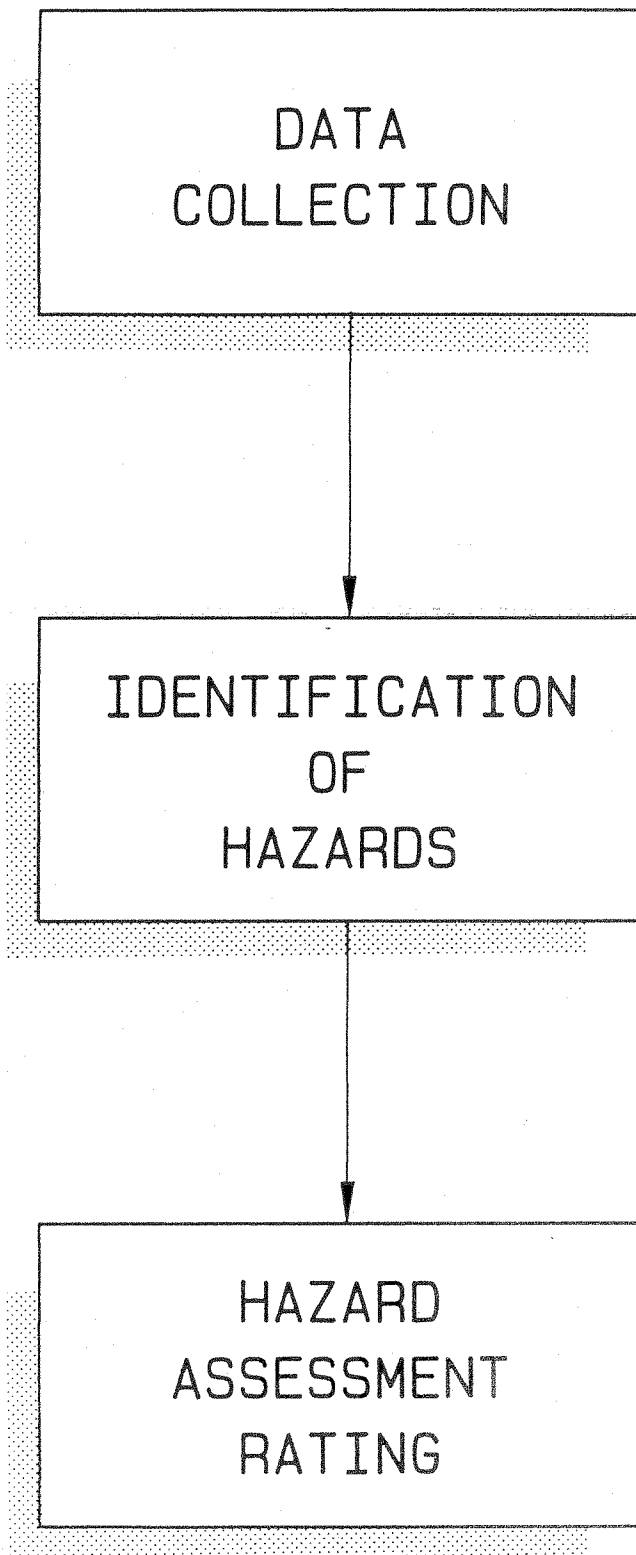 DATA
COLLECTION
IDENTIFICATION
OF
HAZARDS
HAZARD
ASSESSMENT
RATING